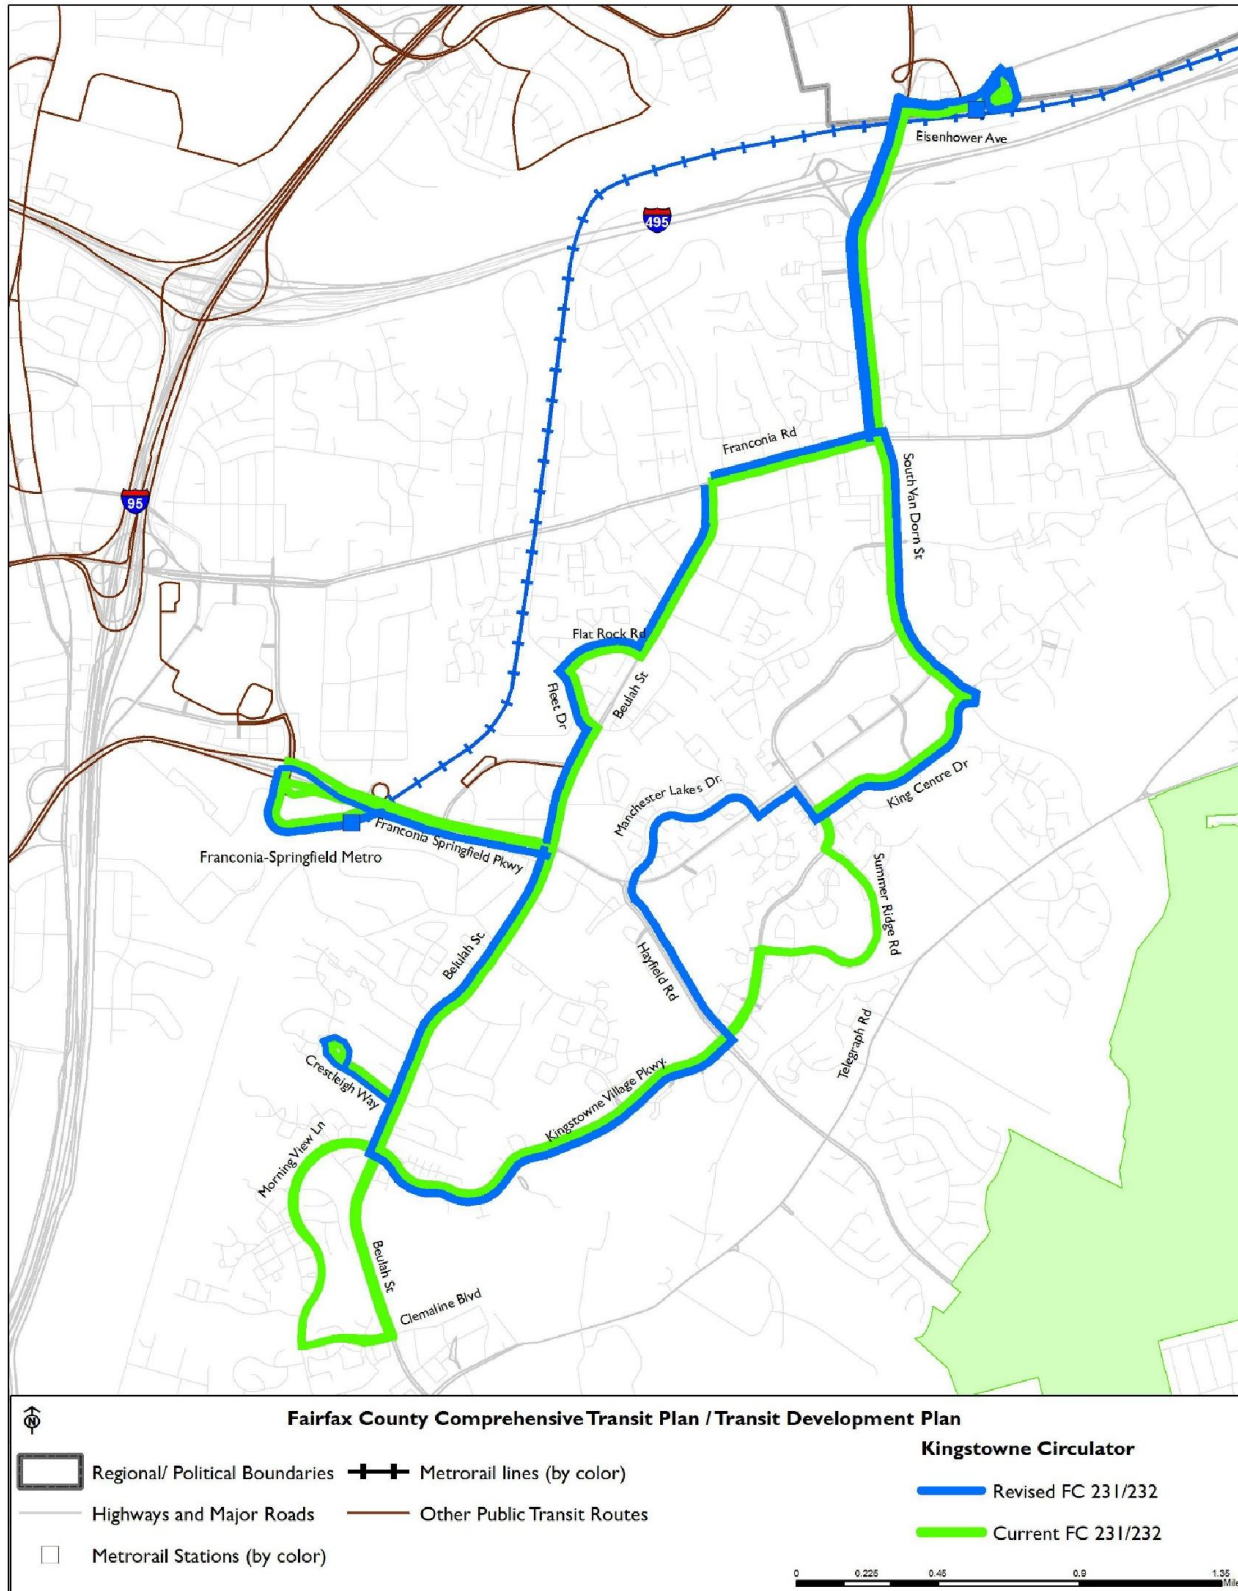 Eisenhower Ave
495
Franconia Rd
South Van Dorn St
95
Flat Rock Rd
Fleet Dr
Beulah St
Manchester Lakes Dr.
King Centre Dr
Franconia Springfield Pkwy
Franconia-Springfield Metro
Summer Ridge Rd
Belulah St
Hayfield Rd
Telegraph Rd
Crestleigh Way
Kingstowne Village Pkwy.
Morning View Ln
Beulah St
Clemaline Blvd
N
Fairfax County Comprehensive Transit Plan / Transit Development Plan
Kingstowne Circulator
Regional/ Political Boundaries
Metrorail lines (by color)
Revised FC 231/232
Highways and Major Roads
Other Public Transit Routes
Current FC 231/232
Metrorail Stations (by color)
0 0.225 0.45 0.9 1.35